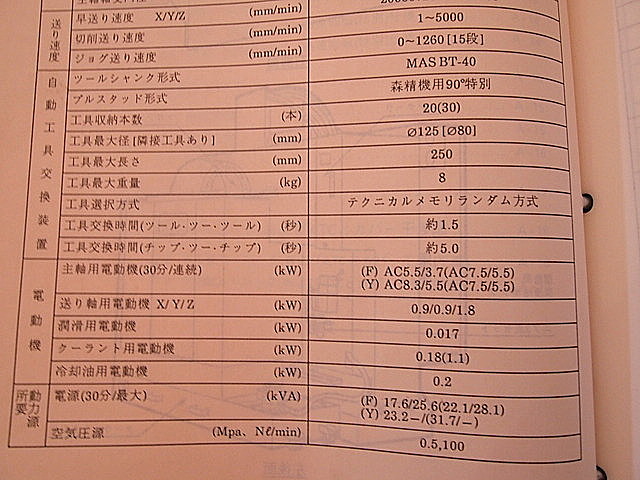 早送り速度 X/Y/Z (mm/min)
切削送り速度 (mm/min) 1~5000
ジョグ送り速度 (mm/min) 0~1260 [15段]
ツールシャンク形式 MAS BT-40
プルスタッド形式 森精機用90°特別
工具収納本数 (本) 20(30)
工具最大径 [隣接工具あり] (mm) ∅125 [∅80]
工具最大長さ (mm) 250
工具最大重量 (kg) 8
工具選択方式 テクニカルメモリランダム方式
工具交換時間(ツール・ツー・ツール) (秒) 約1.5
工具交換時間(チップ・ツー・チップ) (秒) 約5.0
主軸用電動機(30分/連続) (kW) (F) AC5.5/3.7(AC7.5/5.5)
(Y) AC8.3/5.5(AC7.5/5.5)
送り軸用電動機 X/Y/Z (kW) 0.9/0.9/1.8
潤滑用電動機 (kW) 0.017
クーラント用電動機 (kW) 0.18(1.1)
冷却油用電動機 (kW) 0.2
電源(30分/最大) (kVA) (F) 17.6/25.6(22.1/28.1)
(Y) 23.2-/(31.7/-)
空気圧源 (Mpa、Nℓ/min) 0.5,100
送り速度
自動工具交換装置
電動機
所要動力源